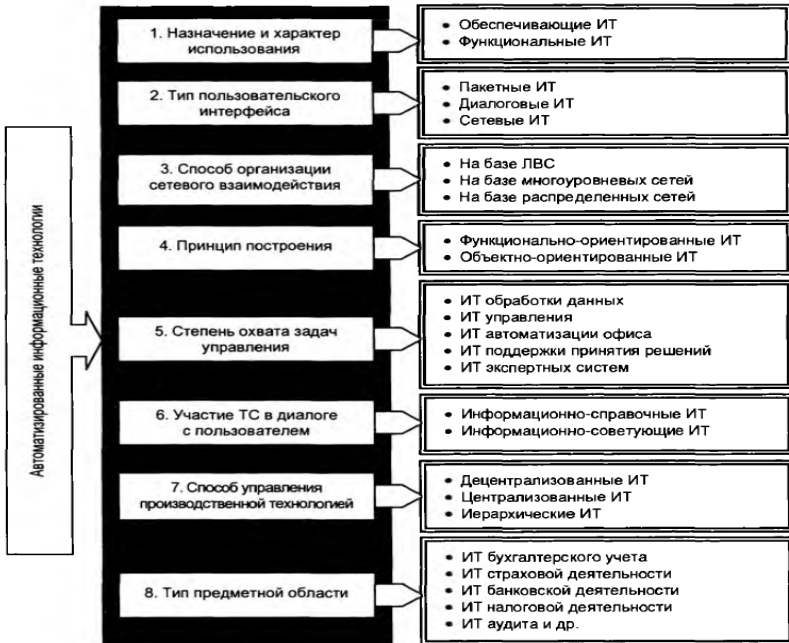 Автоматизированные информационные технологии
1. Назначение и характер
использования
• Обеспечивающие ИТ
• Функциональные ИТ
2. Тип пользовательского
интерфейса
• Пакетные ИТ
• Диалоговые ИТ
• Сетевые ИТ
3. Способ организации
сетевого взаимодействия
• На базе ЛВС
• На базе многоуровневых сетей
• На базе распределенных сетей
4. Принцип построения
• Функционально-ориентированные ИТ
• Объектно-ориентированные ИТ
5. Степень охвата задач
управления
• ИТ обработки данных
• ИТ управления
• ИТ автоматизации офиса
• ИТ поддержки принятия решений
• ИТ экспертных систем
6. Участие ТС в диалоге
с пользователем
• Информационно-справочные ИТ
• Информационно-советующие ИТ
7. Способ управления
производственной технологией
• Децентрализованные ИТ
• Централизованные ИТ
• Иерархические ИТ
8. Тип предметной области
• ИТ бухгалтерского учета
• ИТ страховой деятельности
• ИТ банковской деятельности
• ИТ налоговой деятельности
• ИТ аудита и др.